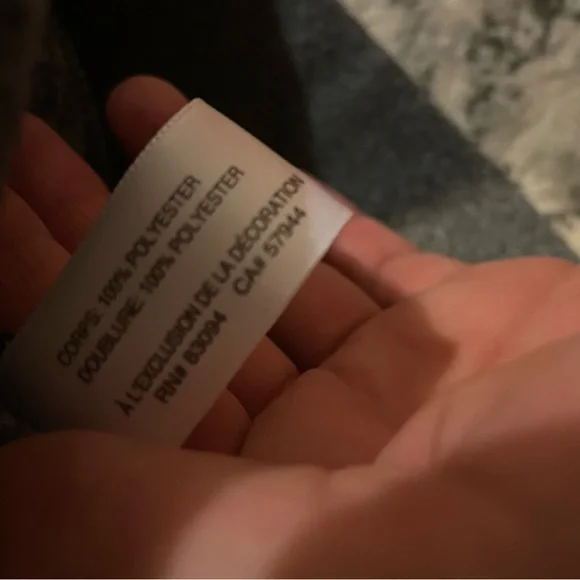 CORPS: 100% POLYESTER
DOUBLURE: 100% POLYESTER
À L'EXCLUSION DE LA DÉCORATION
RN# 83094 CA# 57944